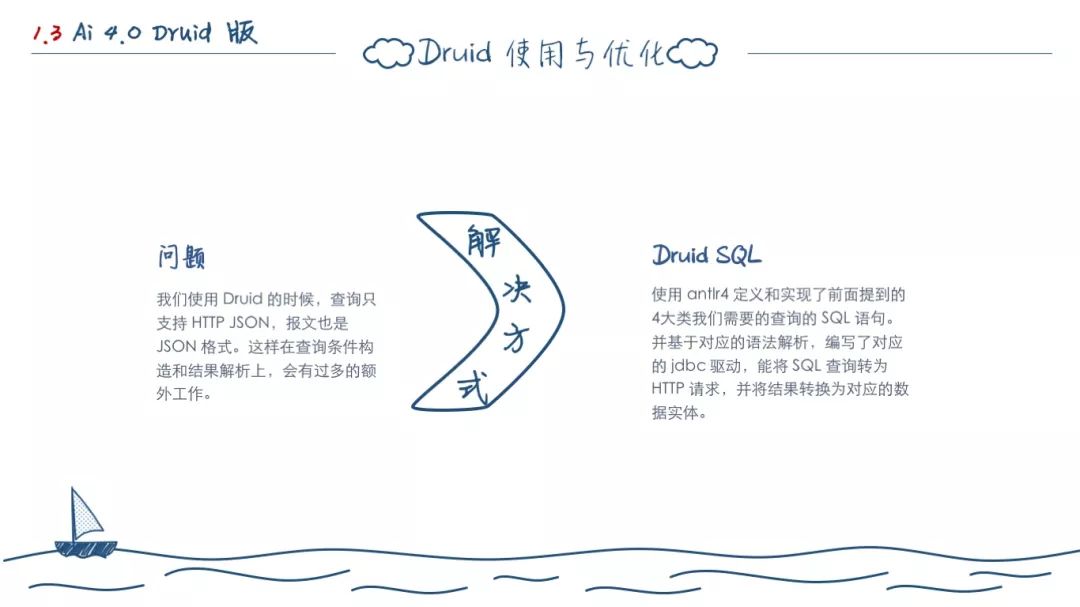 1.3 Ai 4.0 Druid 版
Druid 使用与优化
问题
我们使用 Druid 的时候，查询只
支持 HTTP JSON，报文也是
JSON 格式。这样在查询条件构
造和结果解析上，会有过多的额
外工作。
解
决
方
式
Druid SQL
使用 antlr4 定义和实现了前面提到的
4大类我们需要的查询的 SQL 语句。
并基于对应的语法解析，编写了对应
的 jdbc 驱动，能将 SQL 查询转为
HTTP 请求，并将结果转换为对应的数
据实体。